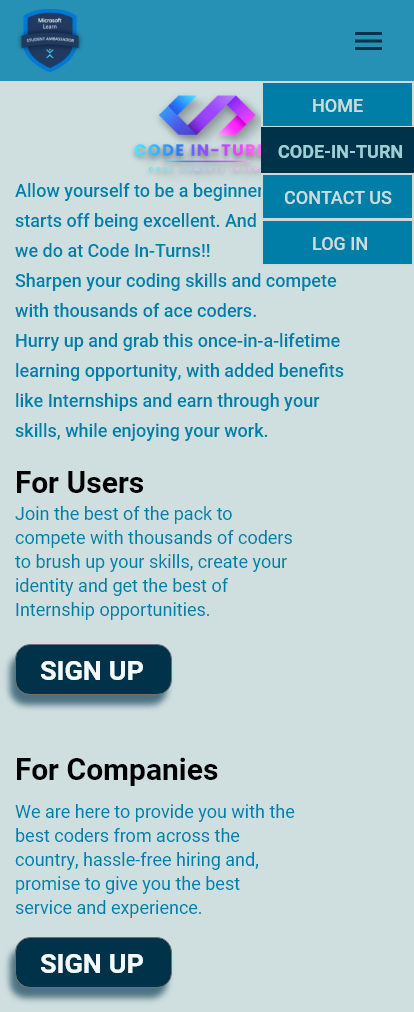 Microsoft
Learn
STUDENT AMBASSADOR
HOME
CODE-IN-TURN
CONTACT US
LOG IN
CODE IN-TUR
Allow yourself to be a beginner
starts off being excellent. And
we do at Code In-Turns!!
Sharpen your coding skills and compete
with thousands of ace coders.
Hurry up and grab this once-in-a-lifetime
learning opportunity, with added benefits
like Internships and earn through your
skills, while enjoying your work.
For Users
Join the best of the pack to
compete with thousands of coders
to brush up your skills, create your
identity and get the best of
Internship opportunities.
SIGN UP
For Companies
We are here to provide you with the
best coders from across the
country, hassle-free hiring and,
promise to give you the best
service and experience.
SIGN UP